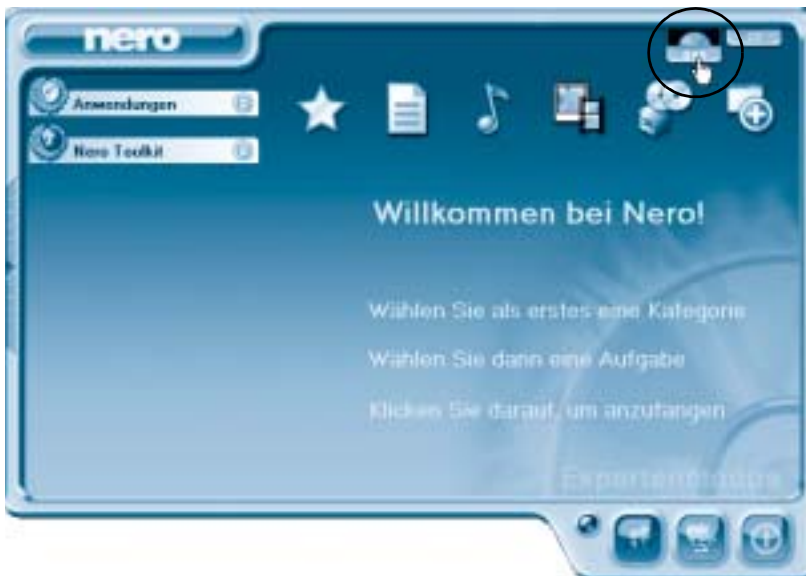 nero
Anwendungen
Nero Toolkit
Willkommen bei Nero!
Wählen Sie als erstes eine Kategorie
Wählen Sie dann eine Aufgabe
Klicken Sie darauf, um anzufangen
Expertenmodus